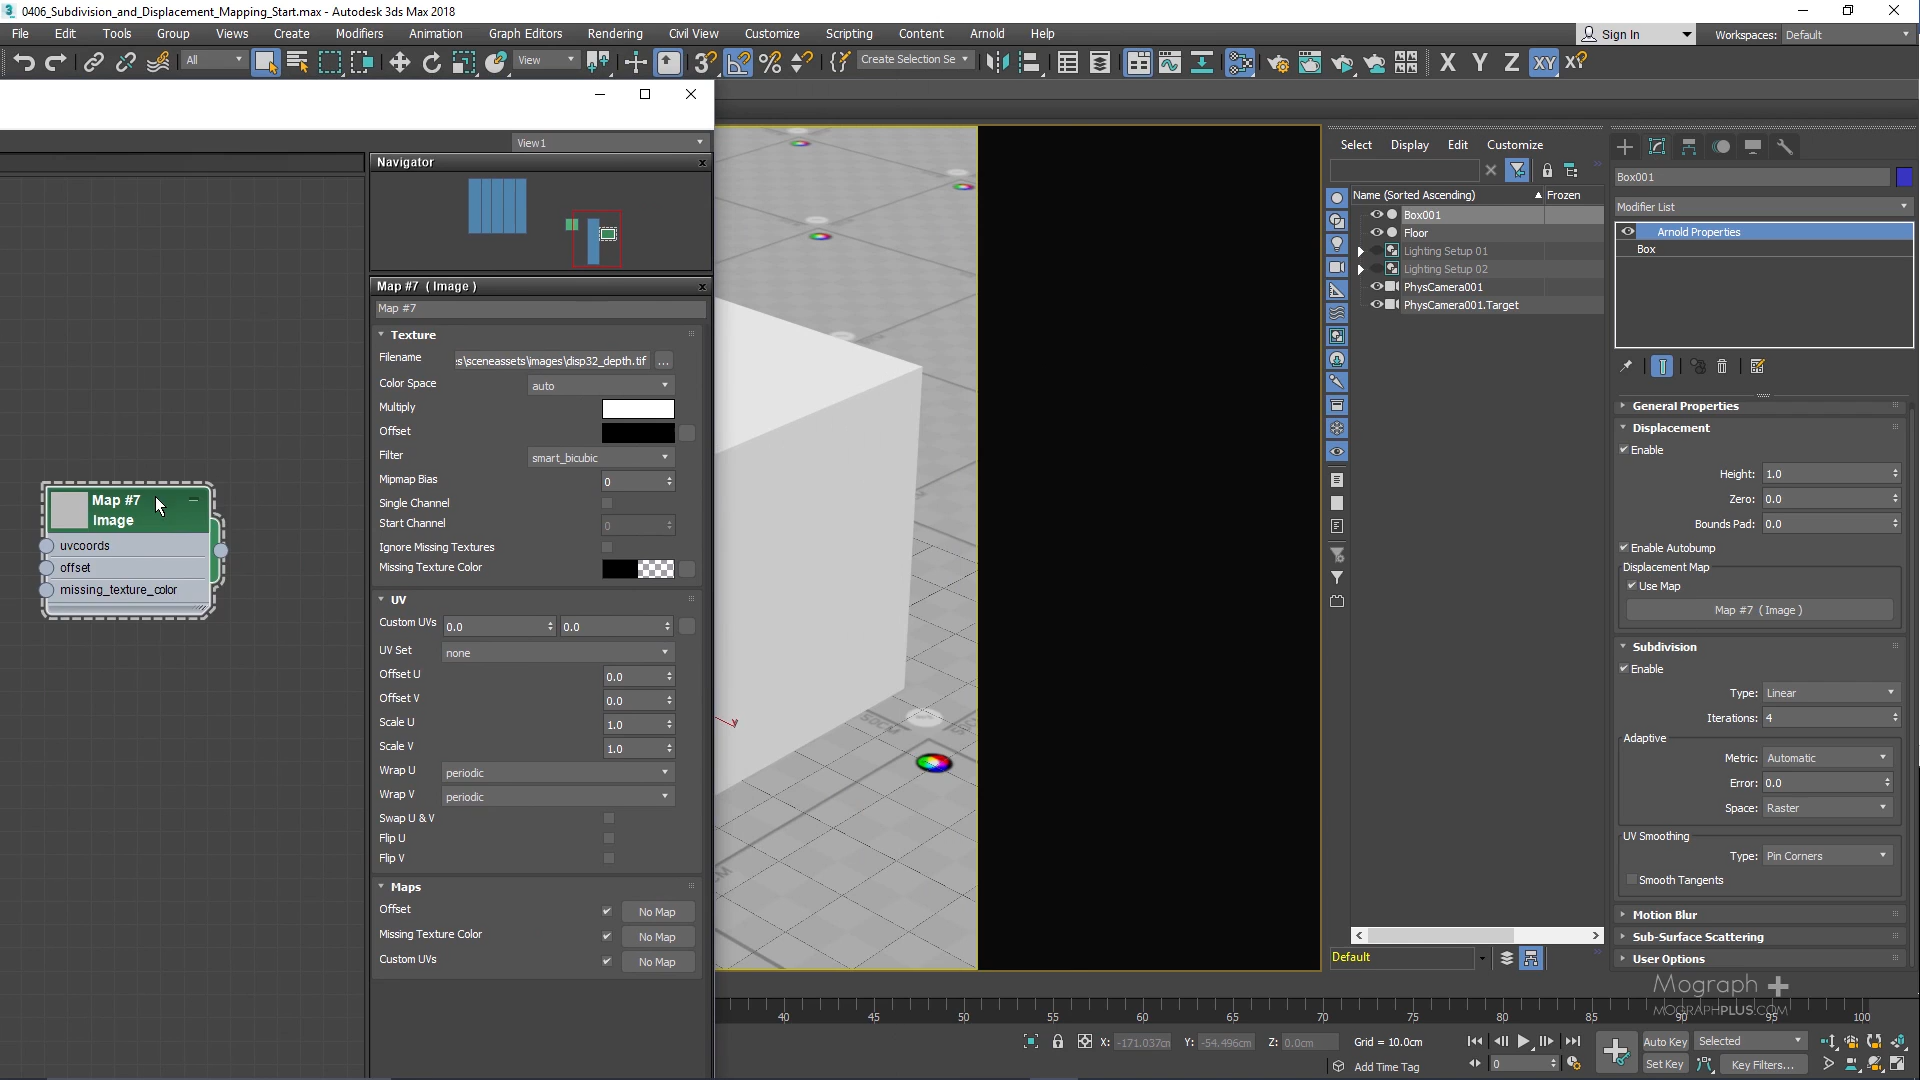 0406_Subdivision_and_Displacement_Mapping_Start.max - Autodesk 3ds Max 2018
File Edit Tools Group Views Create Modifiers Animation Graph Editors Rendering Civil View Customize Scripting Content Arnold Help
Sign In
Workspaces: Default
All
View
Create Selection Se
X Y Z XY
View1
Navigator
Map #7 ( Image )
Map #7
Texture
Filename s\sceneassets\images\disp32_depth.tif ...
Color Space auto
Multiply
Offset
Filter smart_bicubic
Mipmap Bias 0
Single Channel
Start Channel 0
Ignore Missing Textures
Missing Texture Color
UV
Custom UVs 0.0 0.0
UV Set none
Offset U 0.0
Offset V 0.0
Scale U 1.0
Scale V 1.0
Wrap U periodic
Wrap V periodic
Swap U & V
Flip U
Flip V
Maps
Offset No Map
Missing Texture Color No Map
Custom UVs No Map
Map #7
Image
uvcoords
offset
missing_texture_color
Select Display Edit Customize
Name (Sorted Ascending) Frozen
Box001
Floor
Lighting Setup 01
Lighting Setup 02
PhysCamera001
PhysCamera001.Target
Default
Box001
Modifier List
Arnold Properties
Box
General Properties
Displacement
Enable
Height: 1.0
Zero: 0.0
Bounds Pad: 0.0
Enable Autobump
Displacement Map
Use Map
Map #7 ( Image )
Subdivision
Enable
Type: Linear
Iterations: 4
Adaptive
Metric: Automatic
Error: 0.0
Space: Raster
UV Smoothing
Type: Pin Corners
Smooth Tangents
Motion Blur
Sub-Surface Scattering
User Options
Mograph +
MOGRAPHPLUS.COM
40 45 50 55 60 65 70 75 80 85 90 95 100
X: -171.037cm Y: -54.496cm Z: 0.0cm Grid = 10.0cm
Add Time Tag
0
Auto Key Selected
Set Key Key Filters...